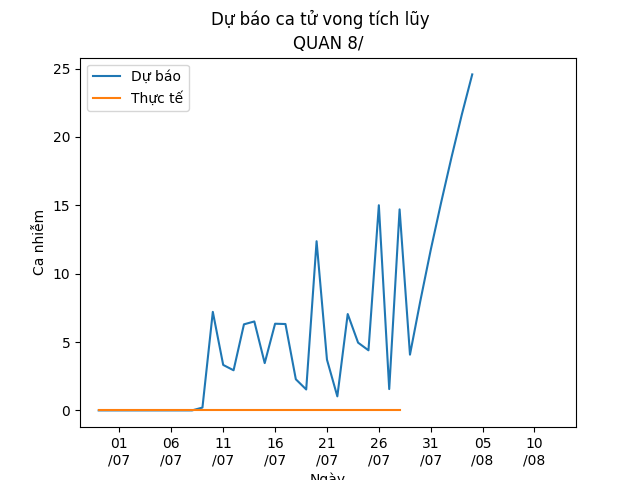 Dự báo ca tử vong tích lũy
QUAN 8/
Dự báo
Thực tế
Ca nhiễm
25
20
15
10
5
0
01 06 11 16 21 26 31 05 10
/07 /07 /07 /07 /07 /07 /07 /08 /08
Ngày